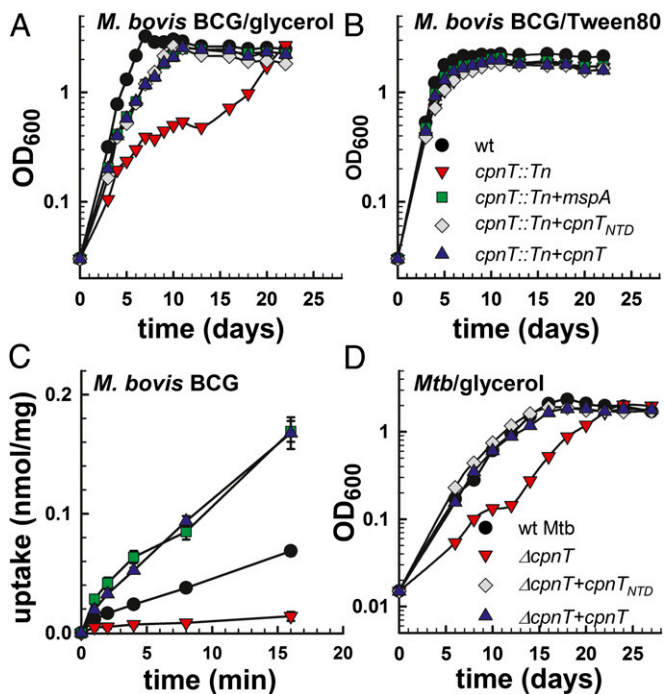 A M. bovis BCG/glycerol
OD600
1
0.1
0 5 10 15 20 25
time (days)
B M. bovis BCG/Tween80
OD600
1
0.1
wt
cpnT::Tn
cpnT::Tn+mspA
cpnT::Tn+cpnTNTD
cpnT::Tn+cpnT
0 5 10 15 20 25
time (days)
C M. bovis BCG
uptake (nmol/mg)
0.2
0.1
0.0
0 5 10 15 20
time (min)
D Mtb/glycerol
OD600
1
0.1
0.01
wt Mtb
ΔcpnT
ΔcpnT+cpnTNTD
ΔcpnT+cpnT
0 5 10 15 20 25
time (days)